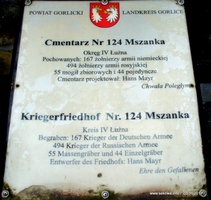 POWIAT GORLICKI
LANDKREIS GORLICE
Cmentarz Nr 124 Mszanka
Okręg IV Łużna
Pochowanych: 167 żołnierzy armii niemieckiej
494 żołnierzy armii rosyjskiej
55 mogił zbiorowych i 44 pojedyncze
Cmentarz projektował: Hans Mayr
Chwała Poległym
Kriegerfriedhof Nr. 124 Mszanka
Kreis IV Łużna
Begraben: 167 Krieger der Deutschen Armee
494 Krieger der Russischen Armee
55 Massengräber und 44 Einzelgräber
Entwerfer des Friedhofs: Hans Mayr
Ehre den Gefallenen